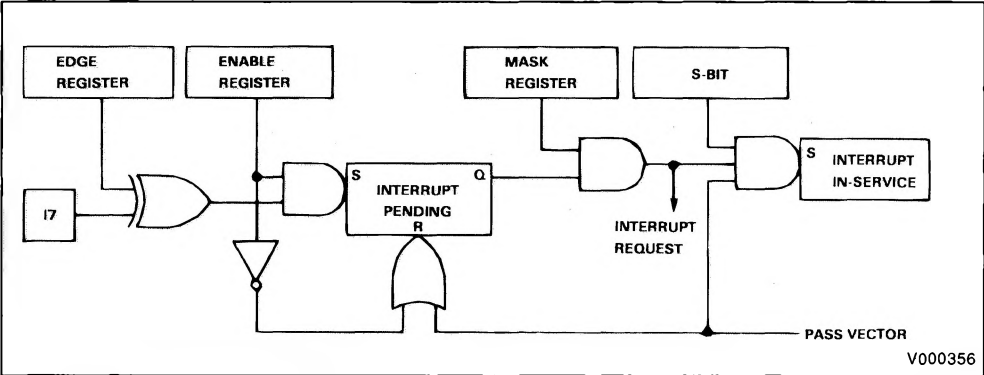 EDGE
REGISTER
ENABLE
REGISTER
MASK
REGISTER
S-BIT
I7
S
Q
INTERRUPT
PENDING
R
S
INTERRUPT
IN-SERVICE
INTERRUPT
REQUEST
PASS VECTOR
V000356